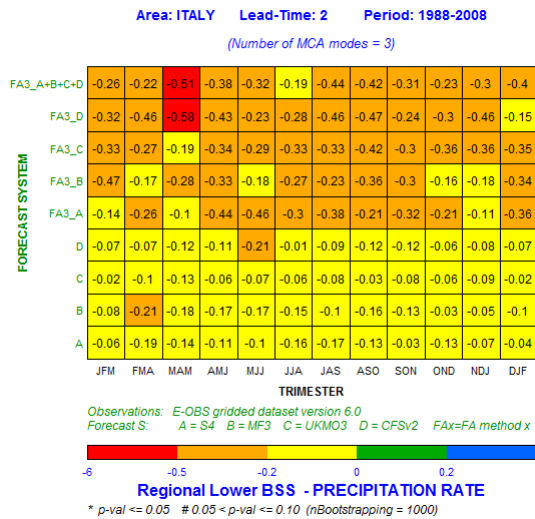 Area: ITALY Lead-Time: 2 Period: 1988-2008
(Number of MCA modes = 3)
FORECAST SYSTEM
FA3_A+B+C+D -0.26 -0.22 -0.51 -0.38 -0.32 -0.19 -0.44 -0.42 -0.31 -0.23 -0.3 -0.4
FA3_D -0.32 -0.46 -0.58 -0.43 -0.23 -0.28 -0.46 -0.47 -0.24 -0.3 -0.46 -0.15
FA3_C -0.33 -0.27 -0.19 -0.34 -0.29 -0.33 -0.33 -0.42 -0.3 -0.36 -0.36 -0.35
FA3_B -0.47 -0.17 -0.28 -0.33 -0.18 -0.27 -0.23 -0.36 -0.3 -0.16 -0.18 -0.34
FA3_A -0.14 -0.26 -0.1 -0.44 -0.46 -0.3 -0.38 -0.21 -0.32 -0.21 -0.11 -0.36
D -0.07 -0.07 -0.12 -0.11 -0.21 -0.01 -0.09 -0.12 -0.12 -0.06 -0.08 -0.07
C -0.02 -0.1 -0.13 -0.06 -0.07 -0.06 -0.08 -0.03 -0.08 -0.06 -0.09 -0.02
B -0.08 -0.21 -0.18 -0.17 -0.17 -0.15 -0.1 -0.16 -0.13 -0.03 -0.05 -0.1
A -0.06 -0.19 -0.14 -0.11 -0.1 -0.16 -0.17 -0.13 -0.03 -0.13 -0.07 -0.04
JFM FMA MAM AMJ MJJ JJA JAS ASO SON OND NDJ DJF
TRIMESTER
Observations: E-OBS gridded dataset version 6.0
Forecast S: A = S4 B = MF3 C = UKMO3 D = CFSv2 FAx=FA method x
-6 -0.5 -0.2 0 0.2
Regional Lower BSS - PRECIPITATION RATE
* p-val <= 0.05 # 0.05 < p-val <= 0.10 (nBootstrapping = 1000)